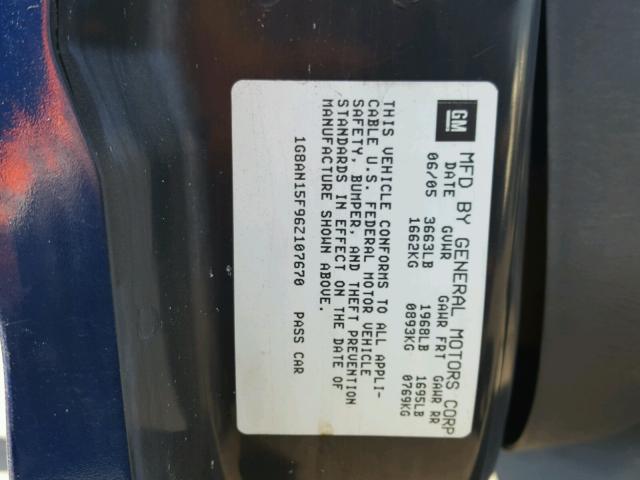 GM MFD BY GENERAL MOTORS CORP
DATE GVWR GAWR FRT GAWR RR
06/05 3663LB 1968LB 1695LB
1662KG 0893KG 0769KG
THIS VEHICLE CONFORMS TO ALL APPLI-
CABLE U.S. FEDERAL MOTOR VEHICLE
SAFETY, BUMPER, AND THEFT PREVENTION
STANDARDS IN EFFECT ON THE DATE OF
MANUFACTURE SHOWN ABOVE.
1G8AN15F96Z107670 PASS CAR